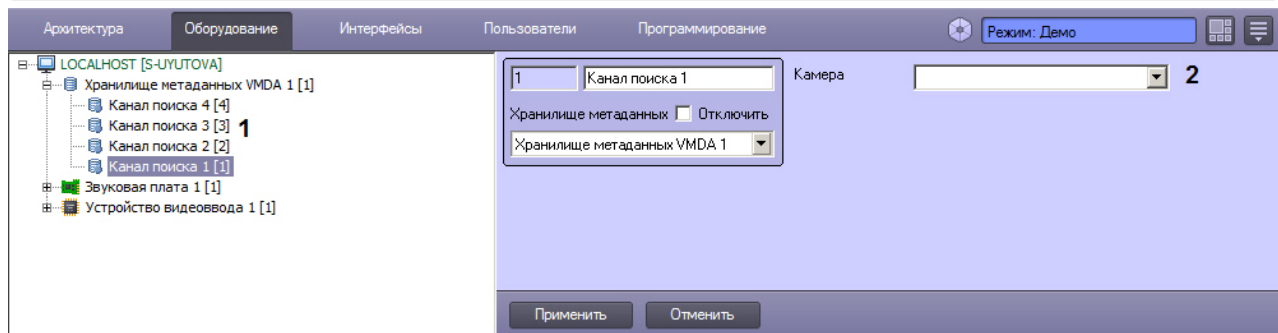 Архитектура Оборудование Интерфейсы Пользователи Программирование Режим: Демо
LOCALHOST [S-UYUTOVA]
Хранилище метаданных VMDA 1 [1]
Канал поиска 4 [4]
Канал поиска 3 [3] 1
Канал поиска 2 [2]
Канал поиска 1 [1]
Звуковая плата 1 [1]
Устройство видеоввода 1 [1]
1 Канал поиска 1
Хранилище метаданных Отключить
Хранилище метаданных VMDA 1
Камера 2
Применить Отменить